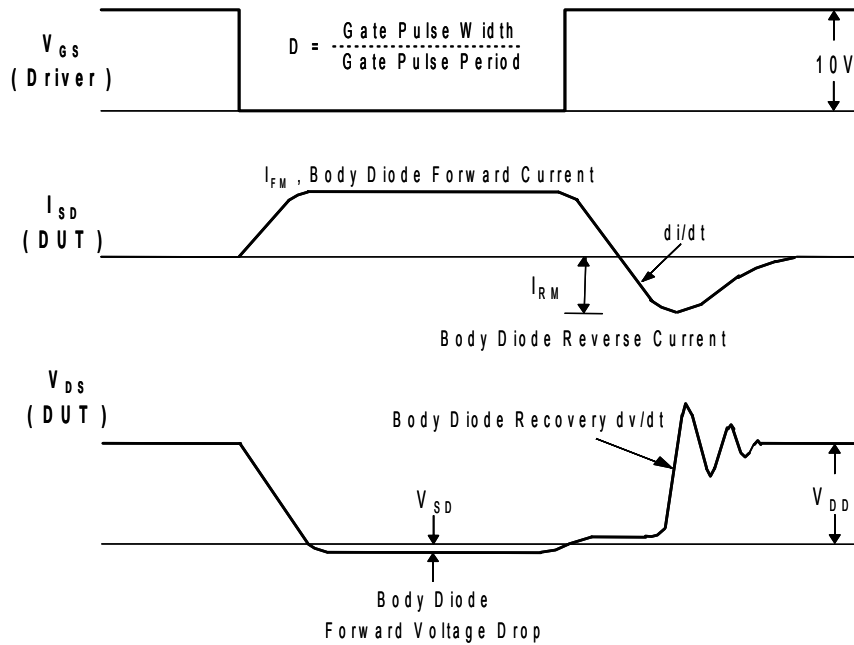 V GS
(Driver)
D = Gate Pulse Width
Gate Pulse Period
10V
I FM , Body Diode Forward Current
I SD
(DUT)
di/dt
I RM
Body Diode Reverse Current
V DS
(DUT)
Body Diode Recovery dv/dt
V SD
V DD
Body Diode
Forward Voltage Drop